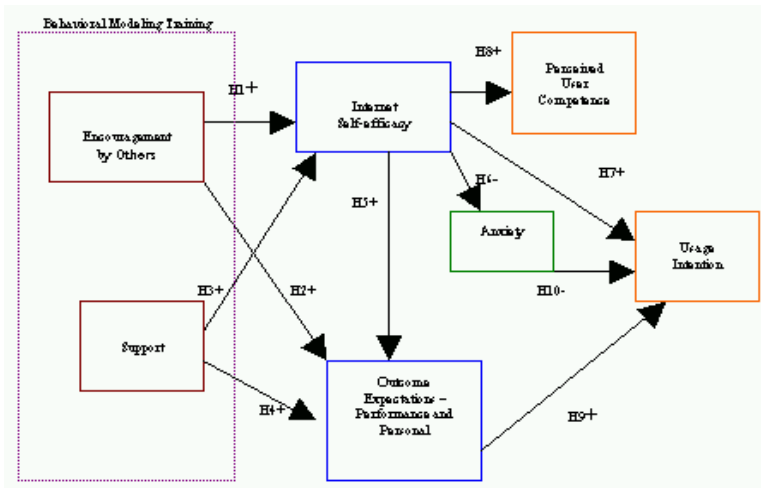 Behavioral Modeling Training
H8+
Perceived
User
Competence
H1+
Internet
Self-efficacy
Encouragement
by Others
H6-
H7+
H5+
Anxiety
Usage
Intention
H3+
H2+
H10-
Support
Outcome
Expectations –
Performance and
Personal
H4+
H9+